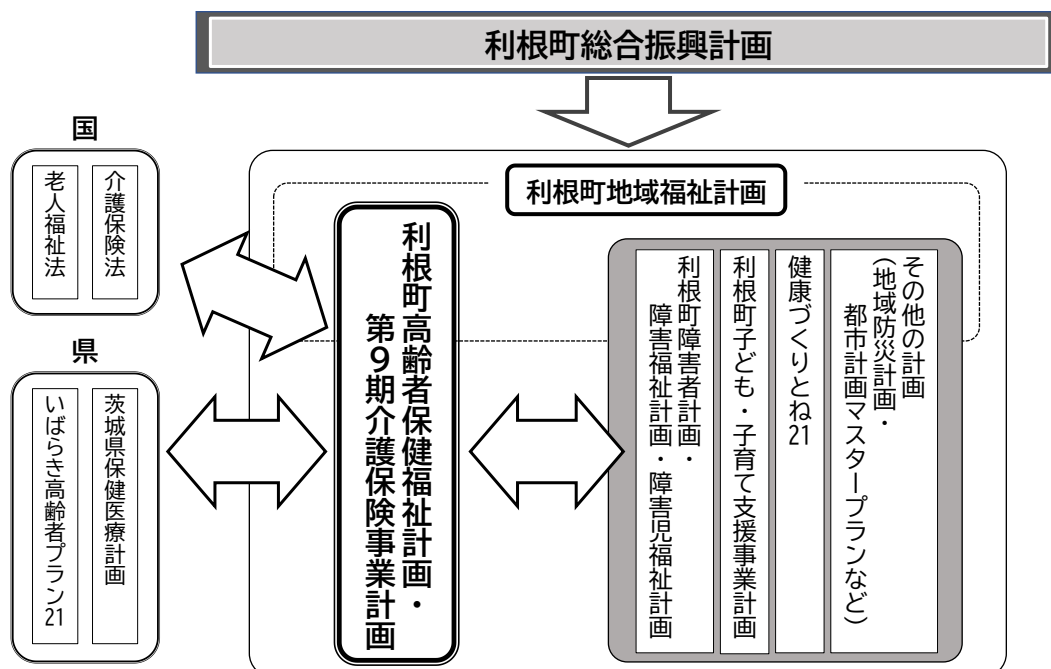 利根町総合振興計画
国
介護保険法
老人福祉法
県
茨城県保健医療計画
いばらき高齢者プラン21
利根町地域福祉計画
利根町高齢者保健福祉計画・
第9期介護保険事業計画
その他の計画
（地域防災計画・
都市計画マスタープランなど）
健康づくりとね21
利根町子ども・子育て支援事業計画
利根町障害者計画・
障害福祉計画・障害児福祉計画